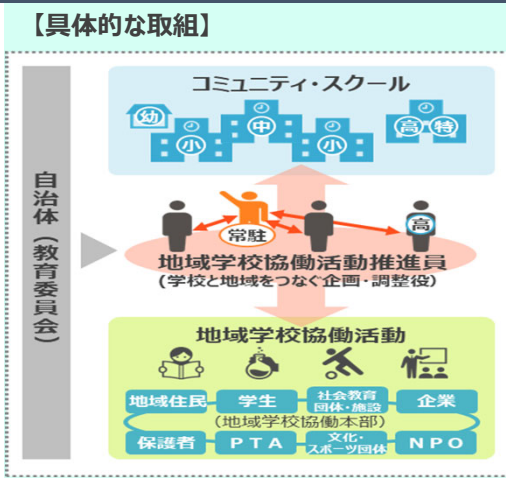 【具体的な取組】
自治体(教育委員会)
コミュニティ・スクール
幼
小
中
小
高
特
常駐
高
地域学校協働活動推進員
(学校と地域をつなぐ企画・調整役)
地域学校協働活動
地域住民
学生
社会教育
団体・施設
企業
(地域学校協働本部)
保護者
PTA
文化・
スポーツ団体
NPO